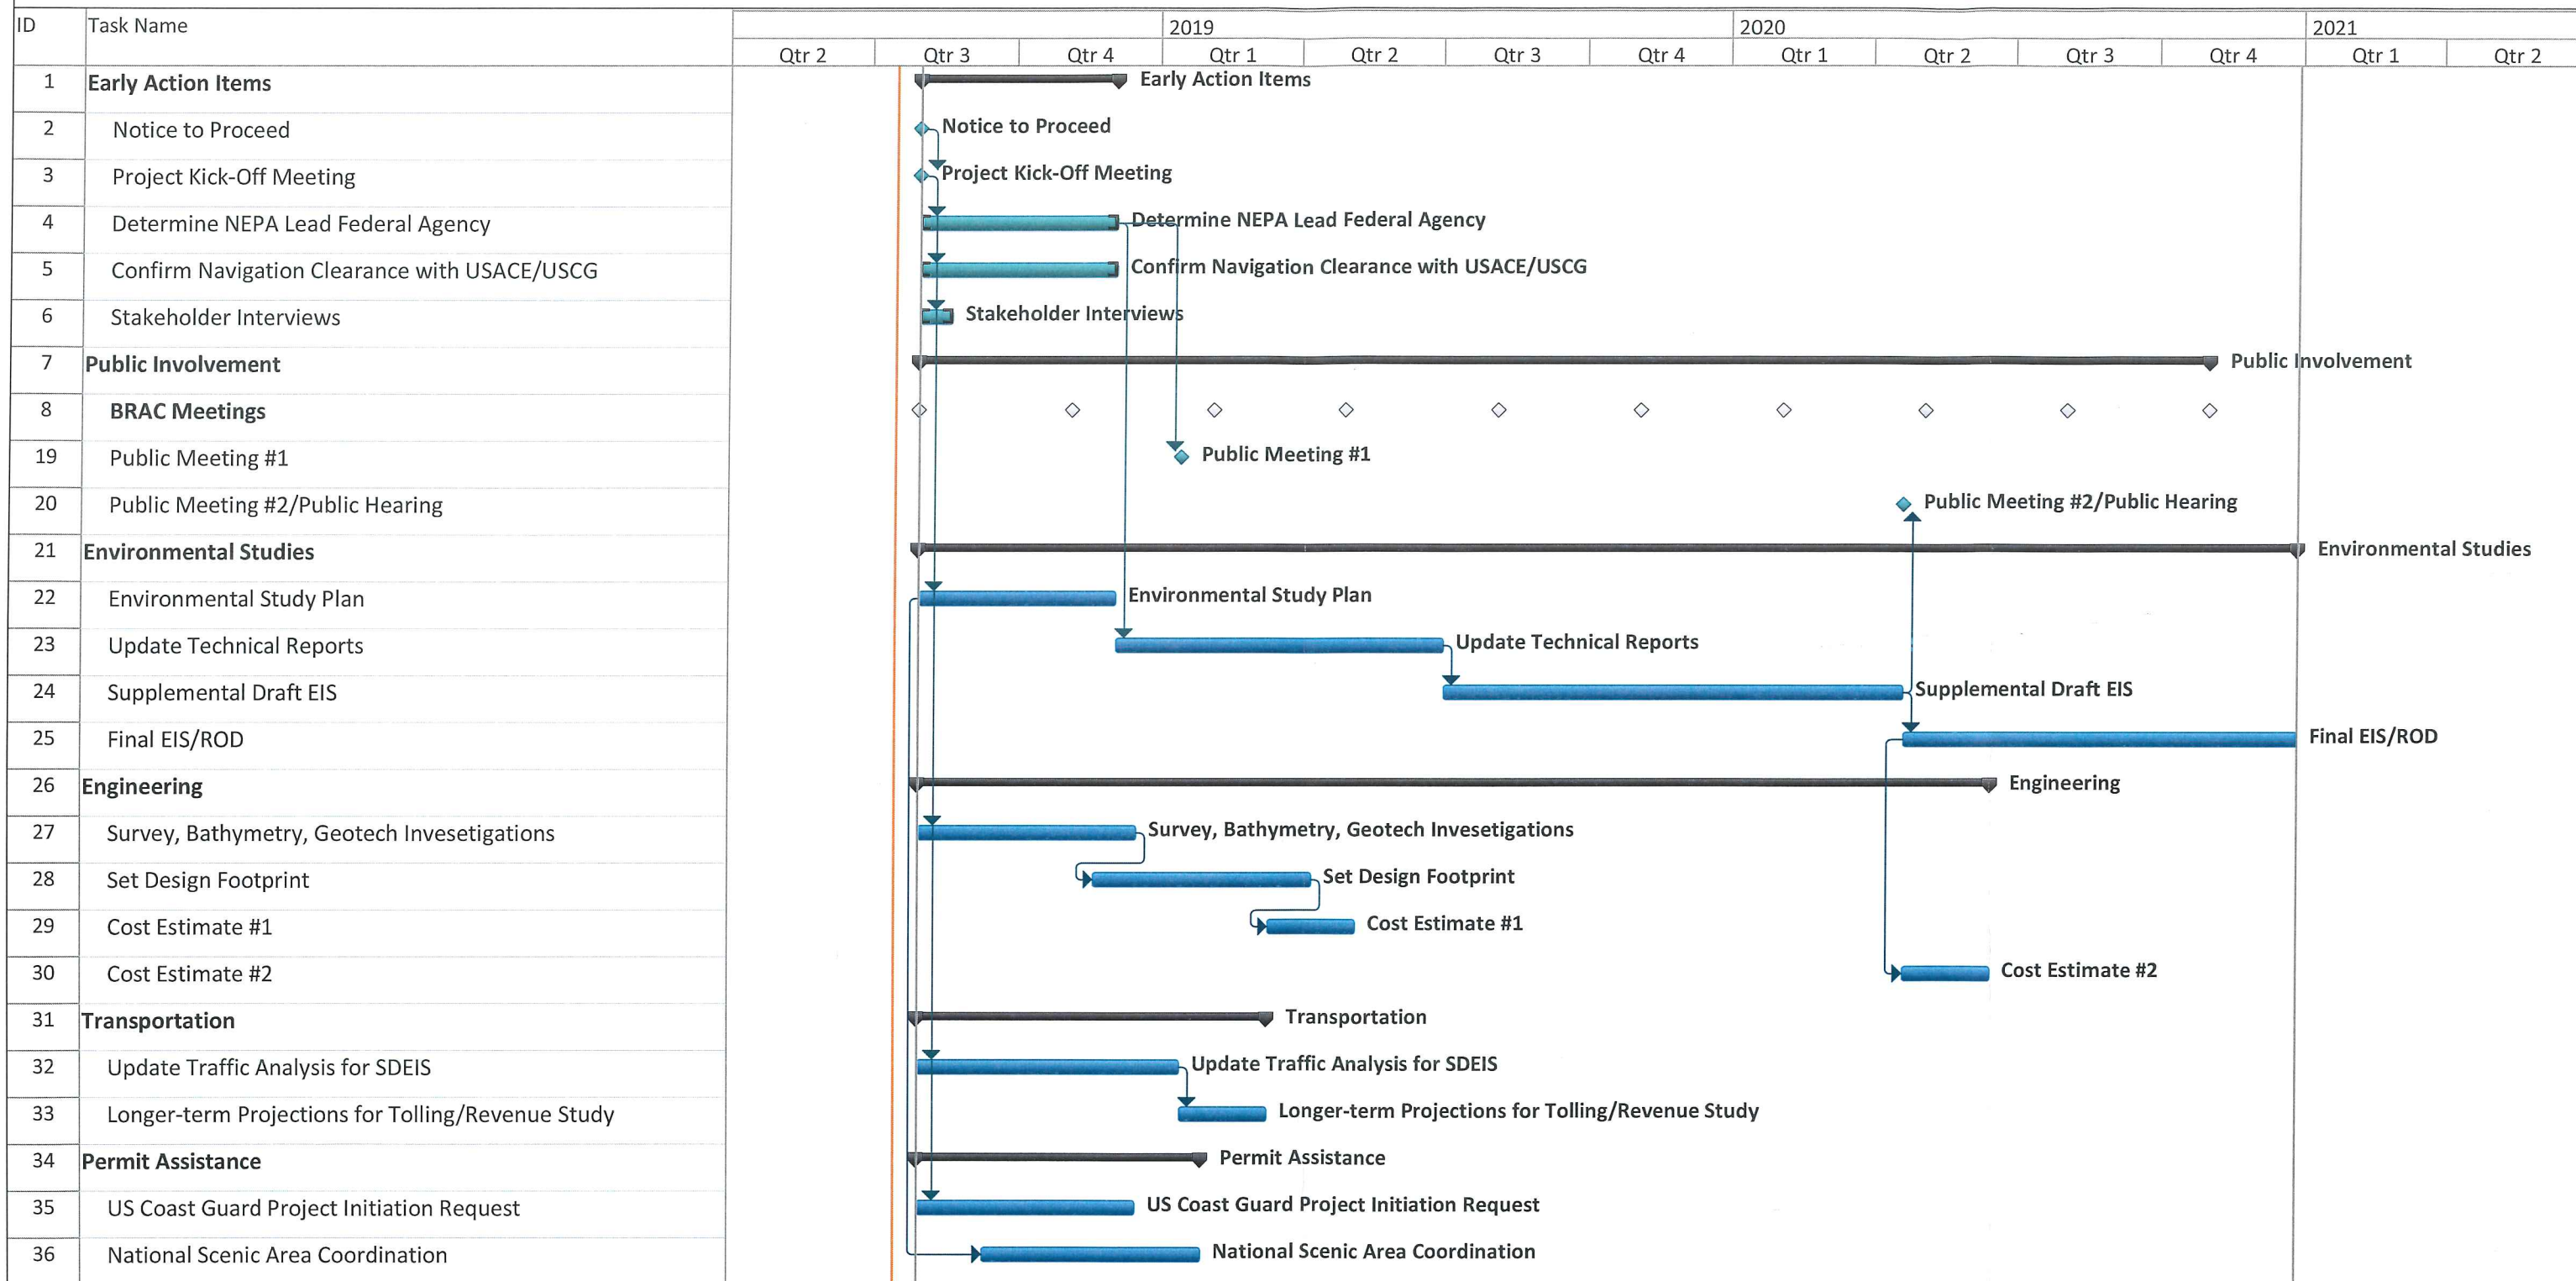 ID Task Name 2019 2020 2021
Qtr 2 Qtr 3 Qtr 4 Qtr 1 Qtr 2 Qtr 3 Qtr 4 Qtr 1 Qtr 2 Qtr 3 Qtr 4 Qtr 1 Qtr 2
1 Early Action Items Early Action Items
2 Notice to Proceed Notice to Proceed
3 Project Kick-Off Meeting Project Kick-Off Meeting
4 Determine NEPA Lead Federal Agency Determine NEPA Lead Federal Agency
5 Confirm Navigation Clearance with USACE/USCG Confirm Navigation Clearance with USACE/USCG
6 Stakeholder Interviews Stakeholder Interviews
7 Public Involvement Public Involvement
8 BRAC Meetings
19 Public Meeting #1 Public Meeting #1
20 Public Meeting #2/Public Hearing Public Meeting #2/Public Hearing
21 Environmental Studies Environmental Studies
22 Environmental Study Plan Environmental Study Plan
23 Update Technical Reports Update Technical Reports
24 Supplemental Draft EIS Supplemental Draft EIS
25 Final EIS/ROD Final EIS/ROD
26 Engineering Engineering
27 Survey, Bathymetry, Geotech Invesetigations Survey, Bathymetry, Geotech Invesetigations
28 Set Design Footprint Set Design Footprint
29 Cost Estimate #1 Cost Estimate #1
30 Cost Estimate #2 Cost Estimate #2
31 Transportation Transportation
32 Update Traffic Analysis for SDEIS Update Traffic Analysis for SDEIS
33 Longer-term Projections for Tolling/Revenue Study Longer-term Projections for Tolling/Revenue Study
34 Permit Assistance Permit Assistance
35 US Coast Guard Project Initiation Request US Coast Guard Project Initiation Request
36 National Scenic Area Coordination National Scenic Area Coordination